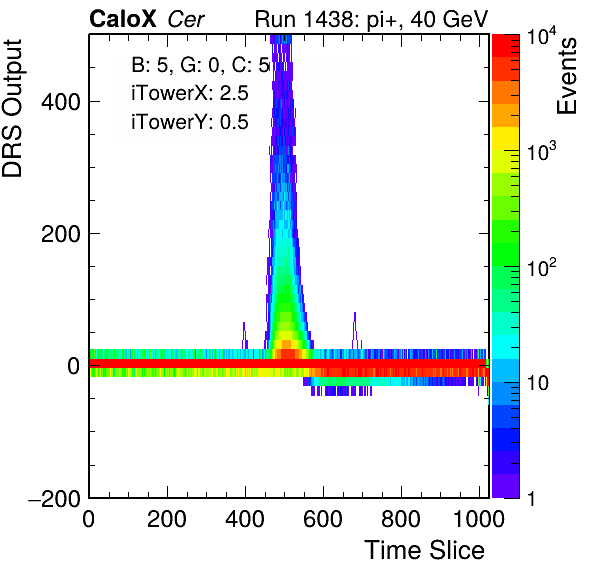 CaloX Cer Run 1438: pi+, 40 GeV
B: 5, G: 0, C: 5
iTowerX: 2.5
iTowerY: 0.5
DRS Output
400
200
0
−200
0 200 400 600 800 1000
Time Slice
Events
10^4
10^3
10^2
10
1